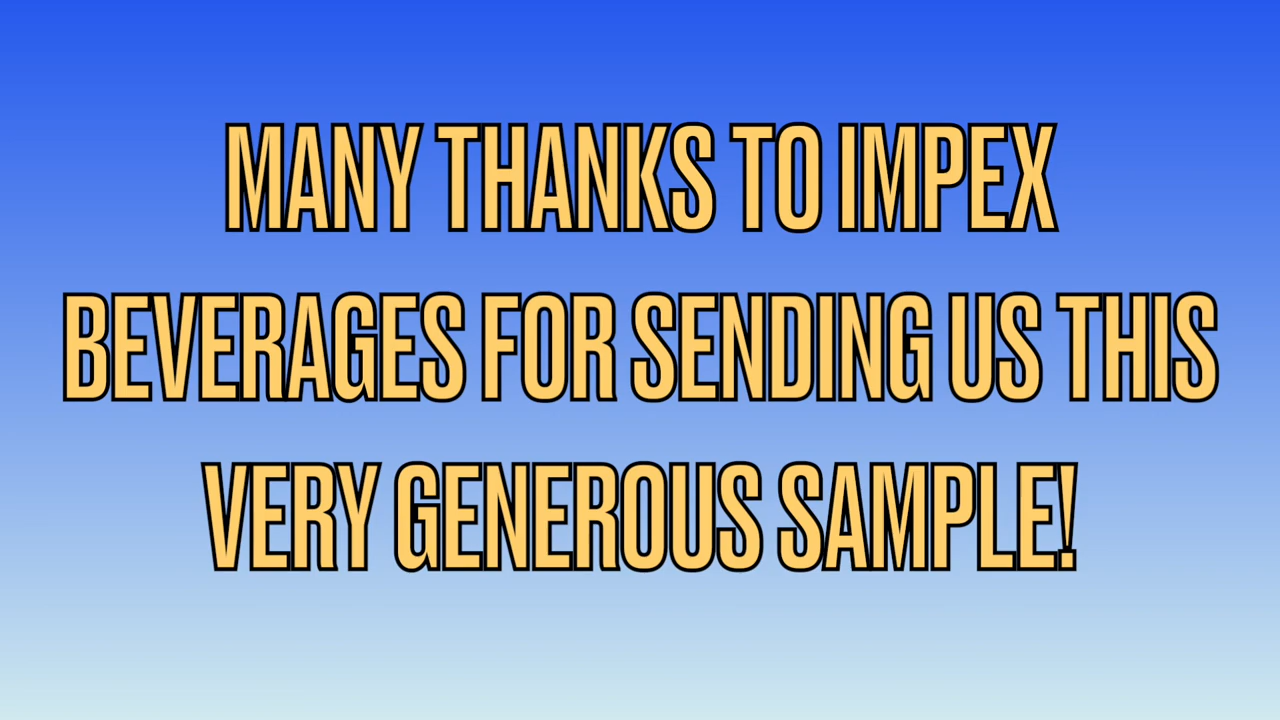 MANY THANKS TO IMPEX
BEVERAGES FOR SENDING US THIS
VERY GENEROUS SAMPLE!